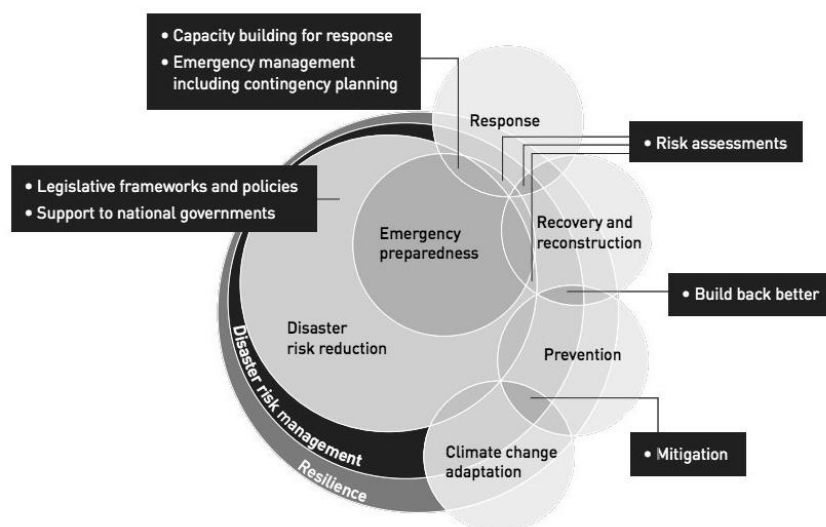 • Capacity building for response
• Emergency management
including contingency planning
Response
• Risk assessments
• Legislative frameworks and policies
• Support to national governments
Emergency
preparedness
Recovery and
reconstruction
• Build back better
Disaster
risk reduction
Prevention
Disaster risk management
Climate change
adaptation
• Mitigation
Resilience